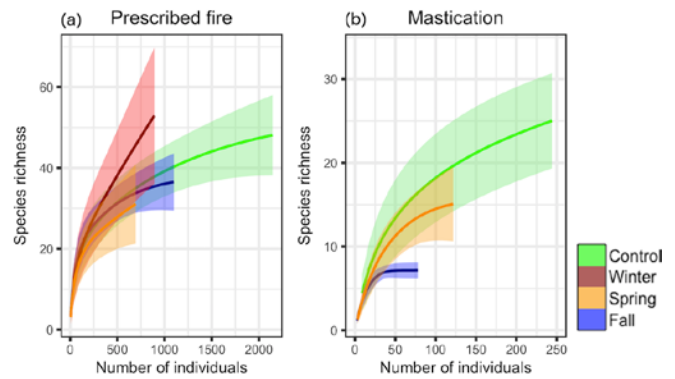 (a) Prescribed fire
(b) Mastication
Species richness
60
40
20
0
0 500 1000 1500 2000
Number of individuals
Species richness
30
20
10
0
0 50 100 150 200 250
Number of individuals
Control
Winter
Spring
Fall